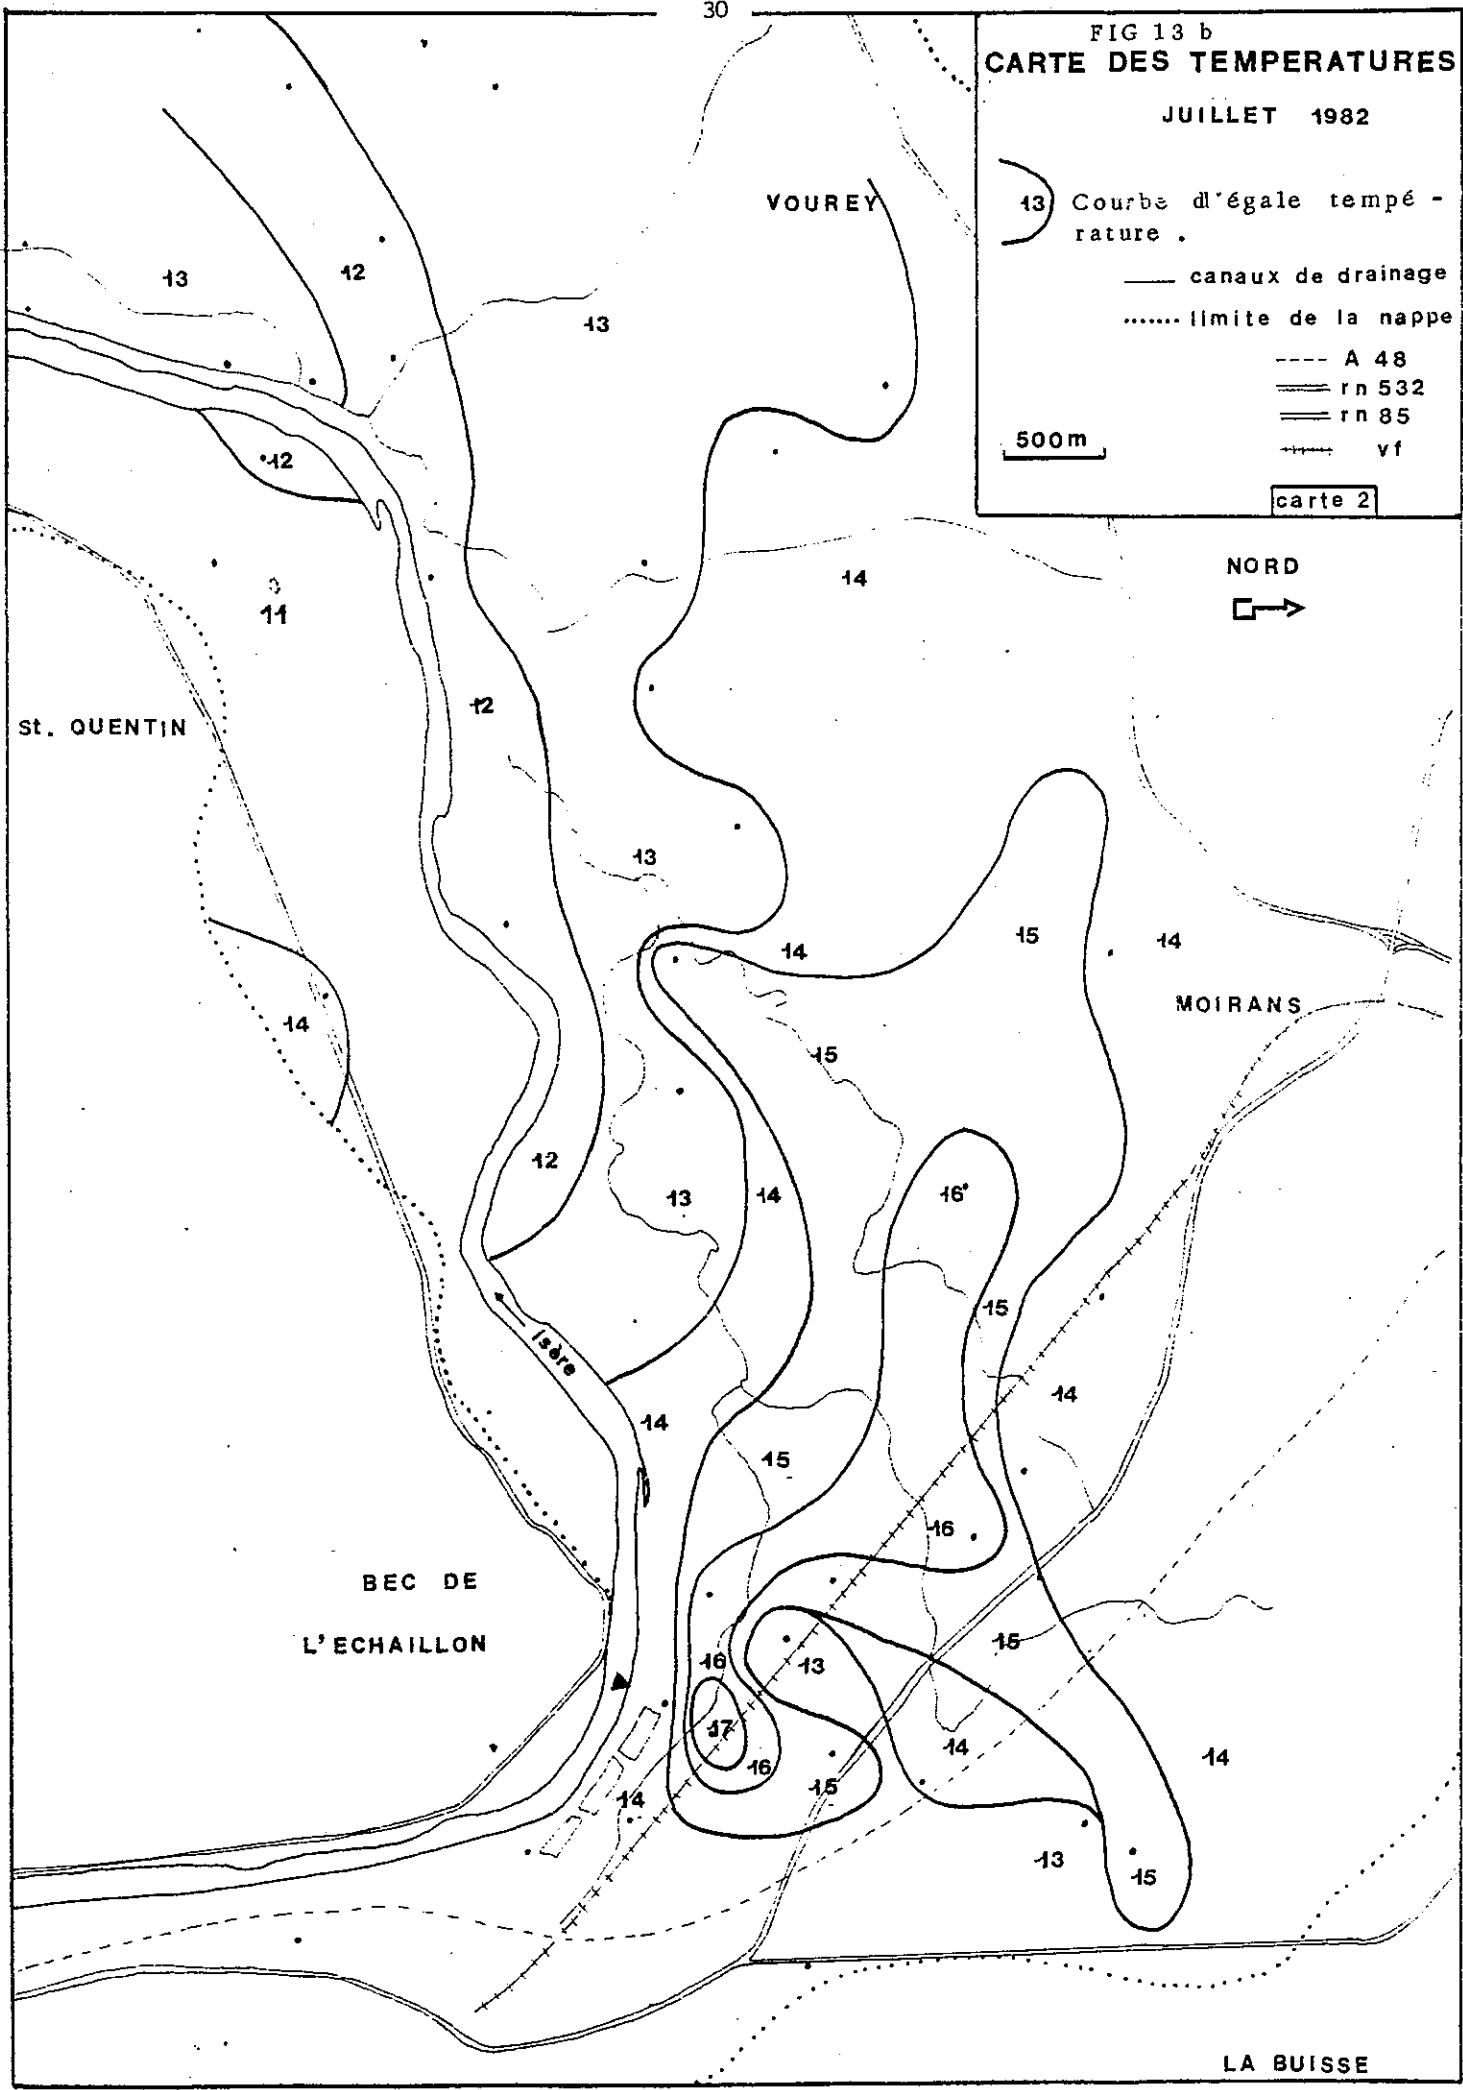 30
FIG 13 b
CARTE DES TEMPERATURES
JUILLET 1982
13 Courbe d'égale tempé -
rature .
canaux de drainage
limite de la nappe
A 48
rn 532
rn 85
500m
vf
carte 2
VOUREY
13
12
13
12
NORD
14
11
12
St. QUENTIN
13
15
14
14
MOIRANS
14
15
12
16
13
14
15
Isère
14
14
15
16
BEC DE
L'ECHAILLON
15
16
13
17
14
14
16
15
14
13
15
LA BUISSE